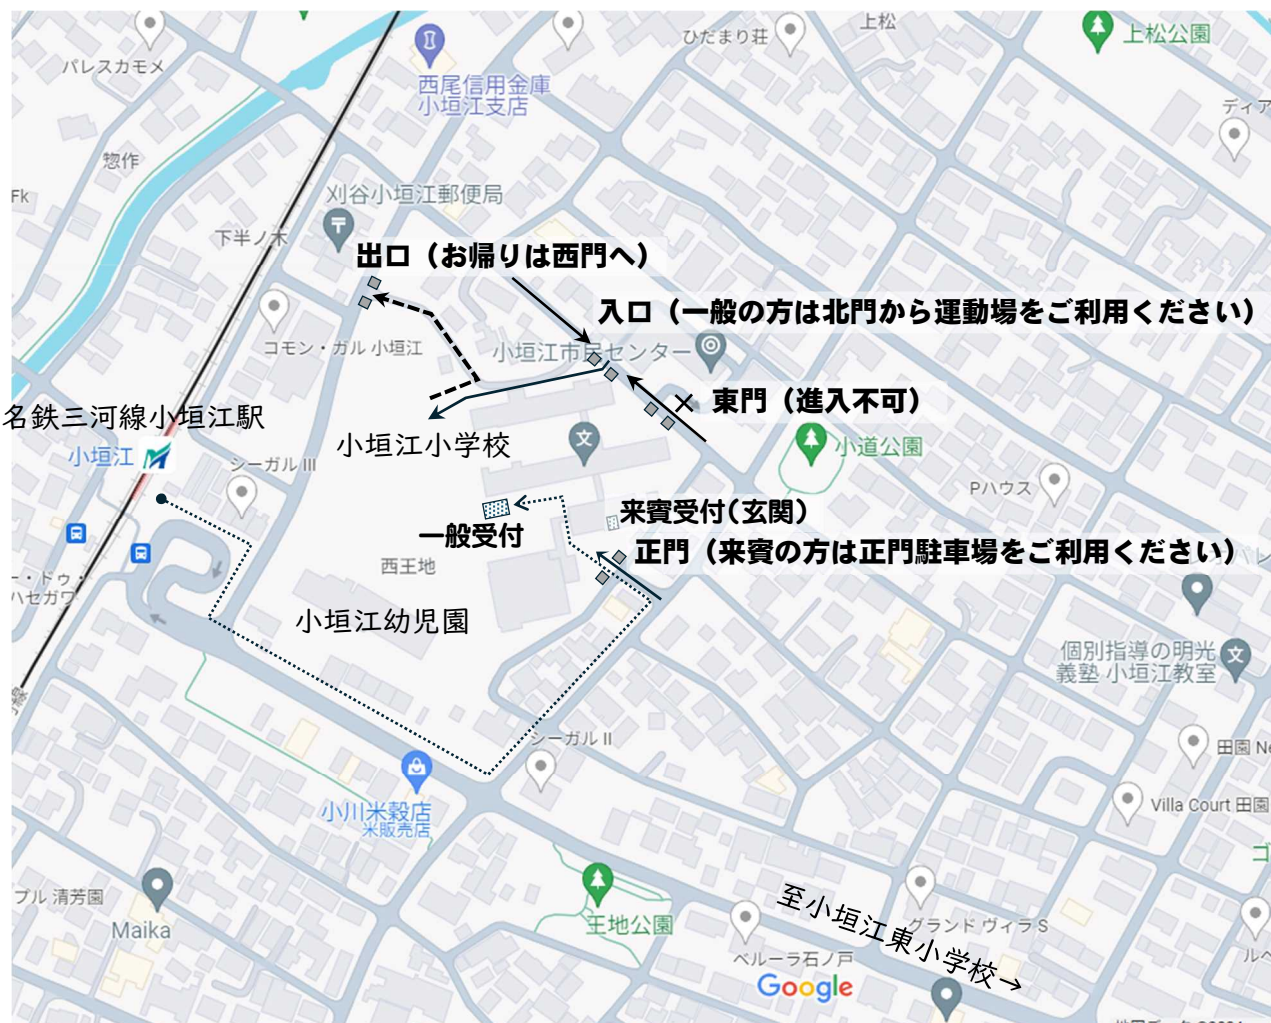 上松
上松公園
ひだまり荘
パレスカモメ
西尾信用金庫
小垣江支店
ディア
惣作
Fk
刈谷小垣江郵便局
下半ノ木
出口（お帰りは西門へ）
入口（一般の方は北門から運動場をご利用ください）
コモン・ガル 小垣江
小垣江市民センター
東門（進入不可）
名鉄三河線小垣江駅
小垣江
シーガル III
小垣江小学校
文
小道公園
Pハウス
来賓受付（玄関）
一般受付
正門（来賓の方は正門駐車場をご利用ください）
西王地
ー・ドゥ・
ハセガワ
小垣江幼児園
個別指導の明光
義塾 小垣江教室
文
シーガル II
田園 Ne
小川米穀店
米販売店
Villa Court 田園
プル 清芳園
Maika
王地公園
至小垣江東小学校→
グランド ヴィラ S
ベルーラ石ノ戸
Google